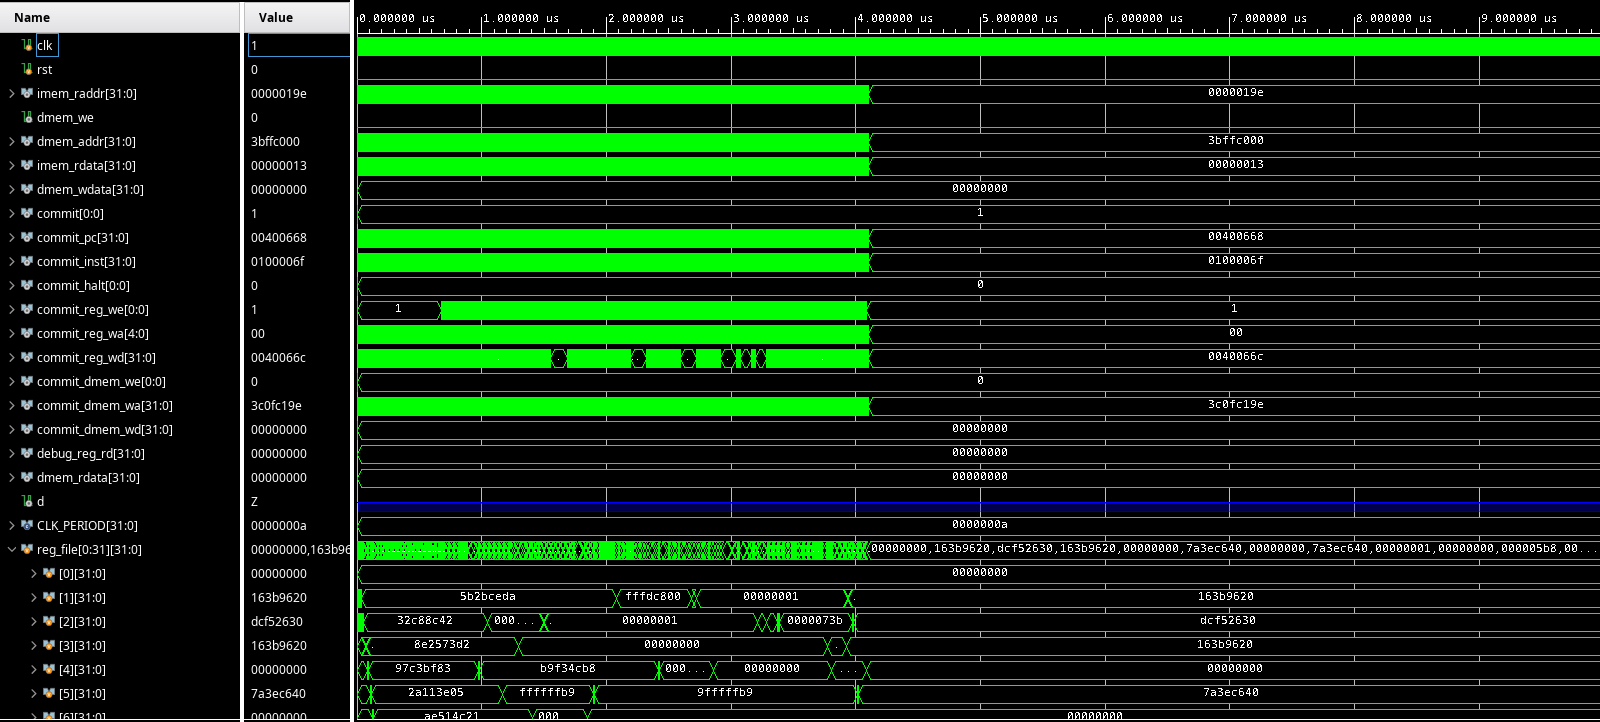 Name Value 0.000000 us 1.000000 us 2.000000 us 3.000000 us 4.000000 us 5.000000 us 6.000000 us 7.000000 us 8.000000 us 9.000000 us
clk 1
rst 0
imem_raddr[31:0] 0000019e 0000019e
dmem_we 0
dmem_addr[31:0] 3bffc000 3bffc000
imem_rdata[31:0] 00000013 00000013
dmem_wdata[31:0] 00000000 00000000
commit[0:0] 1 1
commit_pc[31:0] 00400668 00400668
commit_inst[31:0] 0100006f 0100006f
commit_halt[0:0] 0 0
commit_reg_we[0:0] 1 1 1
commit_reg_wa[4:0] 00 00
commit_reg_wd[31:0] 0040066c 0040066c
commit_dmem_we[0:0] 0 0
commit_dmem_wa[31:0] 3c0fc19e 3c0fc19e
commit_dmem_wd[31:0] 00000000 00000000
debug_reg_rd[31:0] 00000000 00000000
dmem_rdata[31:0] 00000000 00000000
d Z
CLK_PERIOD[31:0] 0000000a 0000000a
reg_file[0:31][31:0] 00000000,163b96 00000000,163b9620,dcf52630,163b9620,00000000,7a3ec640,00000000,7a3ec640,00000001,00000000,000005b8,00...
[0][31:0] 00000000 00000000
[1][31:0] 163b9620 5b2bceda fffdc800 00000001 163b9620
[2][31:0] dcf52630 32c88c42 000... 00000001 0000073b dcf52630
[3][31:0] 163b9620 8e2573d2 00000000 163b9620
[4][31:0] 00000000 97c3bf83 b9f34cb8 000... 00000000 ... 00000000
[5][31:0] 7a3ec640 2a113e05 ffffffb9 9fffffb9 7a3ec640
[6][31:0] 00000000 ae514c21 000 00000000